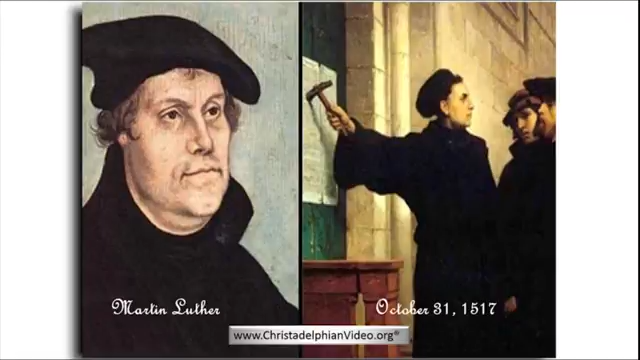 Martin Luther
October 31, 1517
www.ChristadelphianVideo.org®